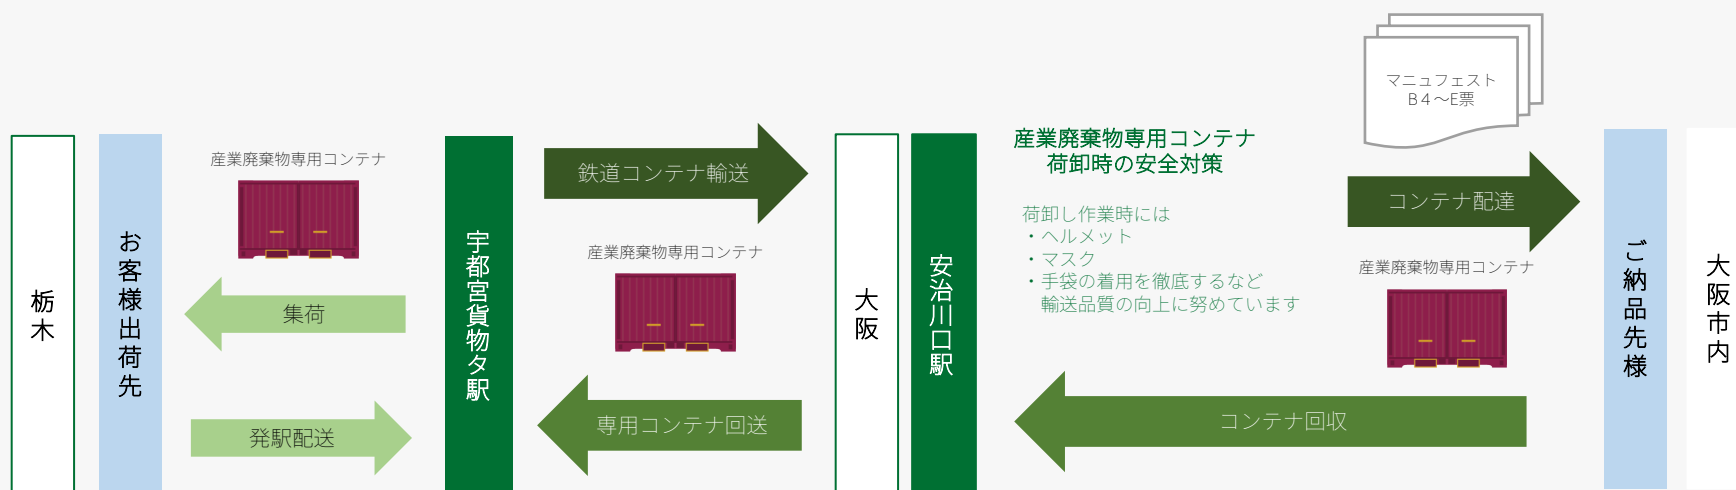 栃木
お客様出荷先
産業廃棄物専用コンテナ
集荷
発駅配送
宇都宮貨物タ駅
鉄道コンテナ輸送
産業廃棄物専用コンテナ
専用コンテナ回送
大阪
安治川口駅
産業廃棄物専用コンテナ
荷卸時の安全対策
荷卸し作業時には
・ヘルメット
・マスク
・手袋の着用を徹底するなど
輸送品質の向上に努めています
マニュフェスト
B4〜E票
コンテナ配達
産業廃棄物専用コンテナ
コンテナ回収
ご納品先様
大阪市内